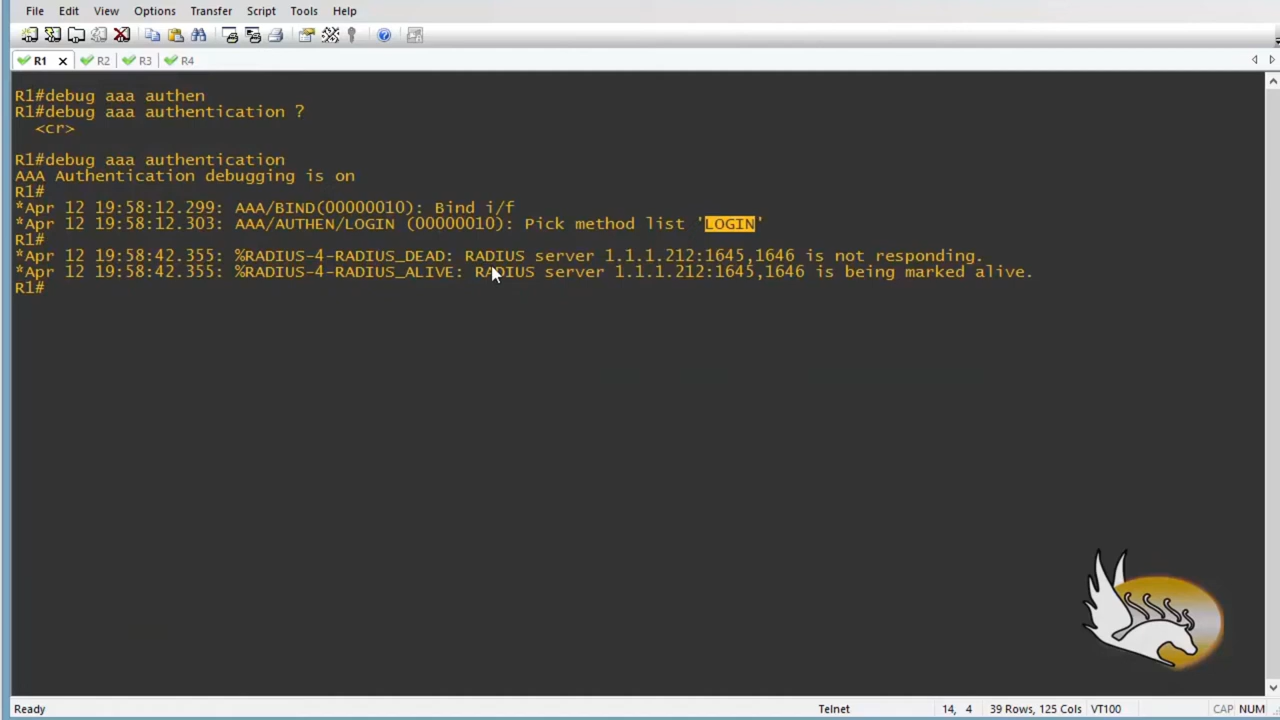 File Edit View Options Transfer Script Tools Help
R1 R2 R3 R4
R1#debug aaa authen
R1#debug aaa authentication ?
<cr>
R1#debug aaa authentication
AAA Authentication debugging is on
R1#
*Apr 12 19:58:12.299: AAA/BIND(00000010): Bind i/f
*Apr 12 19:58:12.303: AAA/AUTHEN/LOGIN (00000010): Pick method list 'LOGIN'
R1#
*Apr 12 19:58:42.355: %RADIUS-4-RADIUS_DEAD: RADIUS server 1.1.1.212:1645,1646 is not responding.
*Apr 12 19:58:42.355: %RADIUS-4-RADIUS_ALIVE: RADIUS server 1.1.1.212:1645,1646 is being marked alive.
R1#
Ready Telnet 14, 4 39 Rows, 125 Cols VT100 CAP NUM